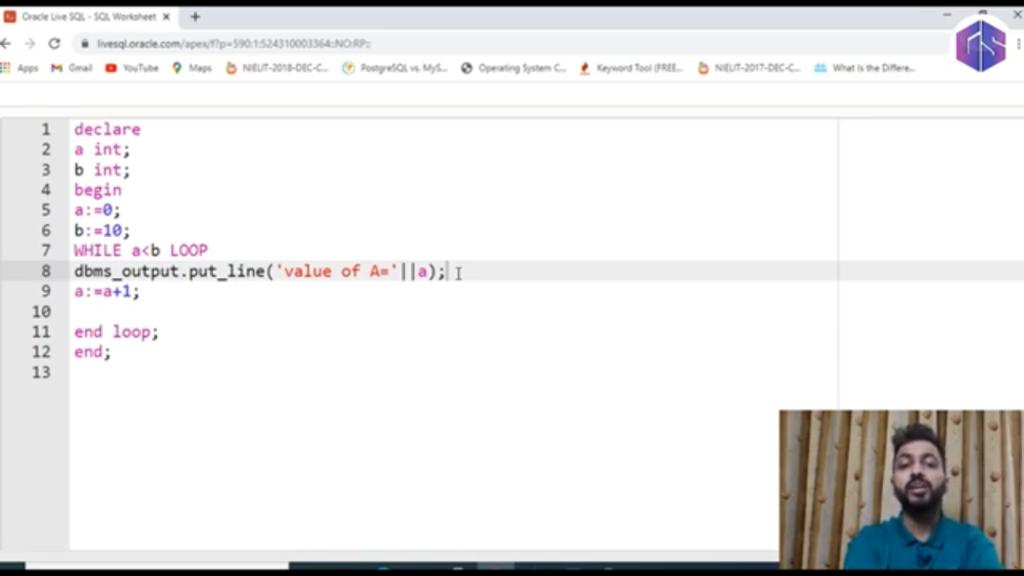 Oracle Live SQL - SQL Worksheet
livesql.oracle.com/apex/f?p=590:1:524310003364::NO:RP::
Apps Gmail YouTube Maps NIELIT-2018-DEC-C... PostgreSQL vs. MyS... Operating System C... Keyword Tool (FREE... NIELIT-2017-DEC-C... What Is the Differe...
1 declare
2 a int;
3 b int;
4 begin
5 a:=0;
6 b:=10;
7 WHILE a<b LOOP
8 dbms_output.put_line('value of A='||a);
9 a:=a+1;
10
11 end loop;
12 end;
13